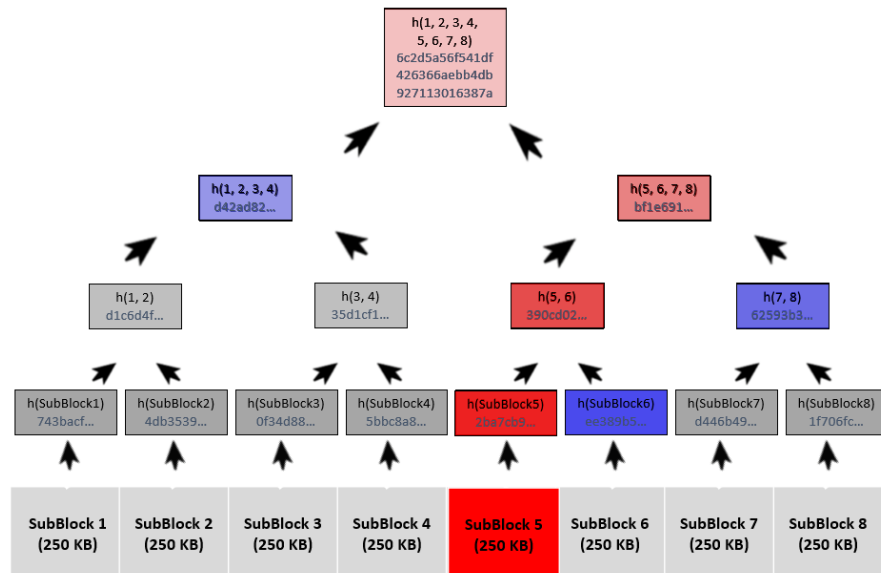 h(1, 2, 3, 4,
5, 6, 7, 8)
6c2d5a56f541df
426366aebb4db
927113016387a
h(1, 2, 3, 4)
d42ad82...
h(5, 6, 7, 8)
bf1e691...
h(1, 2)
d1c6d4f...
h(3, 4)
35d1cf1...
h(5, 6)
390cd02...
h(7, 8)
62593b3...
h(SubBlock1)
743bacf...
h(SubBlock2)
4db3539...
h(SubBlock3)
0f34d88...
h(SubBlock4)
5bbc8a8...
h(SubBlock5)
2ba7cb9...
h(SubBlock6)
ee389b5...
h(SubBlock7)
d446b49...
h(SubBlock8)
1f706fc...
SubBlock 1
(250 KB)
SubBlock 2
(250 KB)
SubBlock 3
(250 KB)
SubBlock 4
(250 KB)
SubBlock 5
(250 KB)
SubBlock 6
(250 KB)
SubBlock 7
(250 KB)
SubBlock 8
(250 KB)